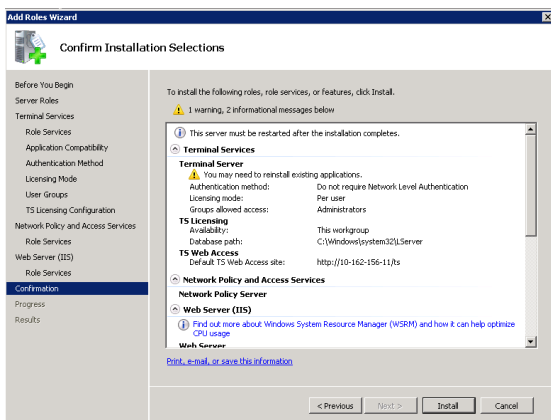 Add Roles Wizard
Confirm Installation Selections
Before You Begin
Server Roles
Terminal Services
Role Services
Application Compatibility
Authentication Method
Licensing Mode
User Groups
TS Licensing Configuration
Network Policy and Access Services
Role Services
Web Server (IIS)
Role Services
Confirmation
Progress
Results
To install the following roles, role services, or features, click Install.
1 warning, 2 informational messages below
This server must be restarted after the installation completes.
Terminal Services
Terminal Server
You may need to reinstall existing applications.
Authentication method: Do not require Network Level Authentication
Licensing mode: Per user
Groups allowed access: Administrators
TS Licensing
Availability: This workgroup
Database path: C:\Windows\system32\LServer
TS Web Access
Default TS Web Access site: http://10-162-156-11/ts
Network Policy and Access Services
Network Policy Server
Web Server (IIS)
Find out more about Windows System Resource Manager (WSRM) and how it can help optimize
CPU usage
Web Server
Print, e-mail, or save this information
< Previous Next > Install Cancel